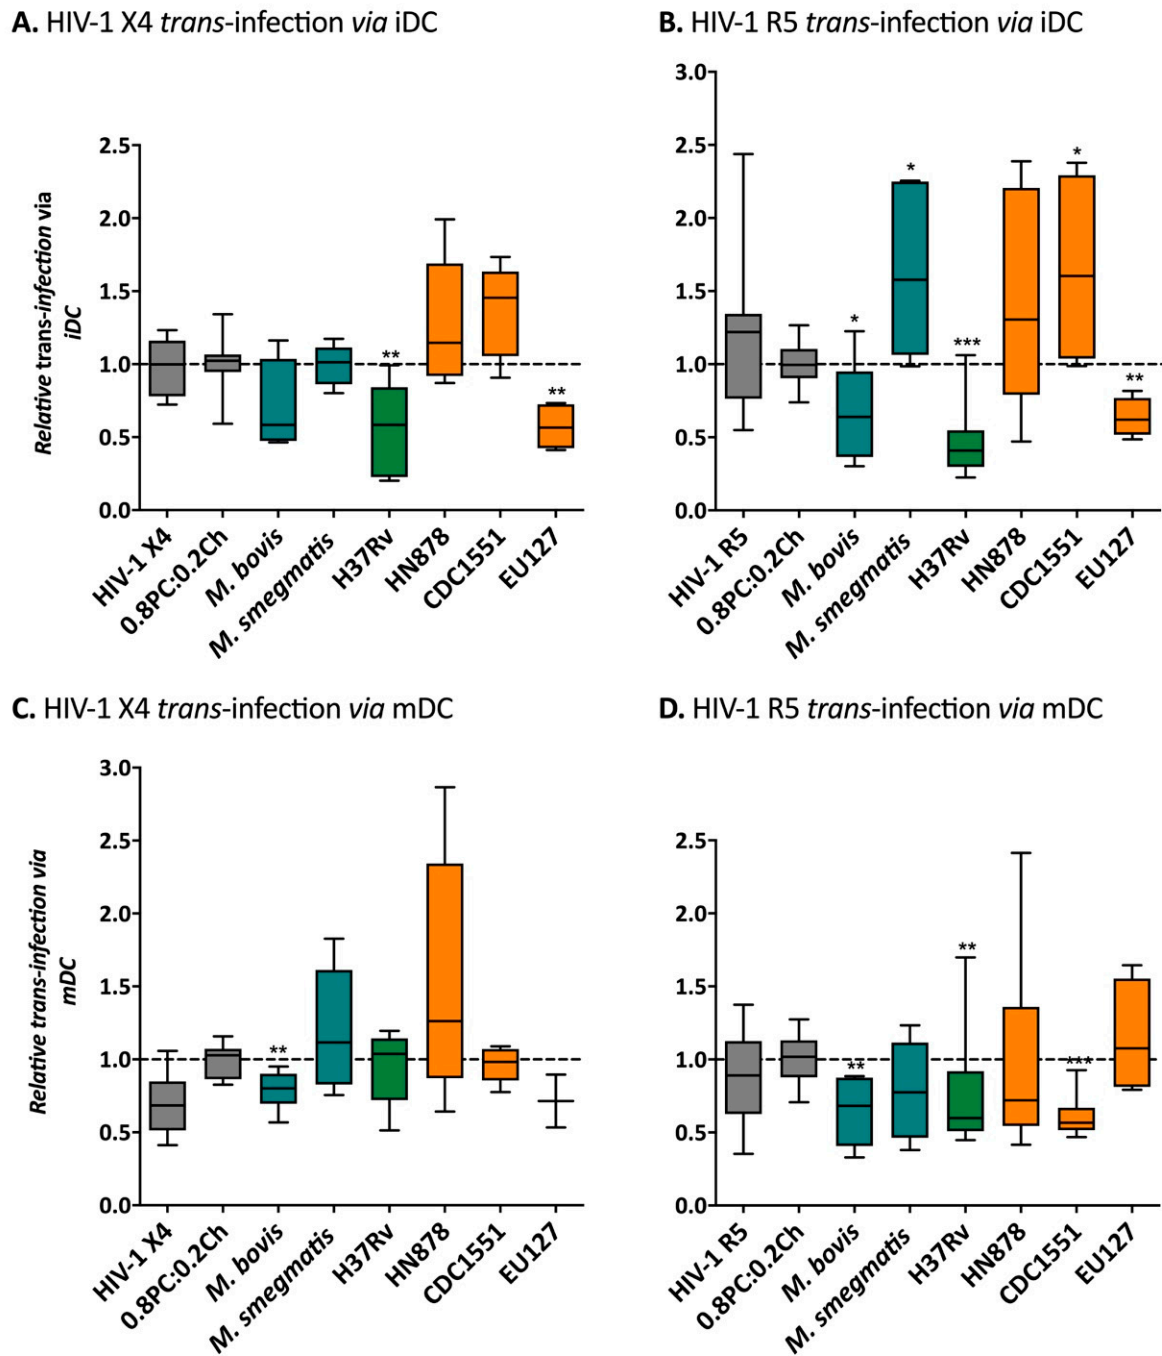 A. HIV-1 X4 trans-infection via iDC
2.5
2.0
1.5
1.0
0.5
0.0
Relative trans-infection via
iDC
**
**
HIV-1 X4
0.8PC:0.2Ch
M. bovis
M. smegmatis
H37Rv
HN878
CDC1551
EU127
B. HIV-1 R5 trans-infection via iDC
3.0
2.5
2.0
1.5
1.0
0.5
0.0
*
*
***
*
**
HIV-1 R5
0.8PC:0.2Ch
M. bovis
M. smegmatis
H37Rv
HN878
CDC1551
EU127
C. HIV-1 X4 trans-infection via mDC
3.0
2.5
2.0
1.5
1.0
0.5
0.0
Relative trans-infection via
mDC
**
HIV-1 X4
0.8PC:0.2Ch
M. bovis
M. smegmatis
H37Rv
HN878
CDC1551
EU127
D. HIV-1 R5 trans-infection via mDC
2.5
2.0
1.5
1.0
0.5
0.0
**
**
***
HIV-1 R5
0.8PC:0.2Ch
M. bovis
M. smegmatis
H37Rv
HN878
CDC1551
EU127